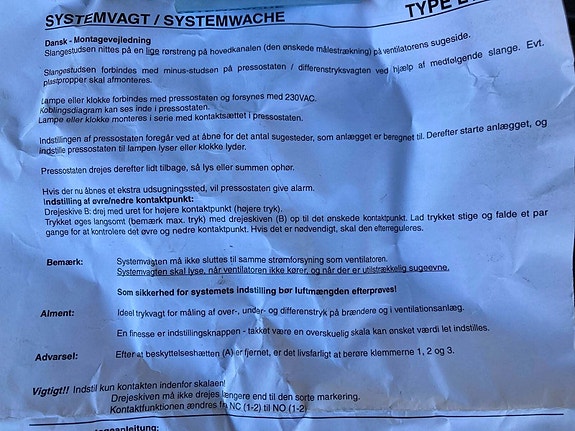 SYSTEMVAGT / SYSTEMWACHE
TYPE
Dansk - Montagevejledning
Slangestudsen nittes på en lige rørstreng på hovedkanalen (den ønskede målestrækning) på ventilatorens sugeside.
Slangestudsen forbindes med minus-studsen på pressostaten / differenstryksvagten ved hjælp af medfølgende slange. Evt.
plastpropper skal afmonteres.
Lampe eller klokke forbindes med pressostaten og forsynes med 230VAC.
Koblingsdiagram kan ses inde i pressostaten.
Lampe eller klokke monteres i serie med kontaktsættet i pressostaten.
Indstillingen af pressostaten foregår ved at åbne for det antal sugesteder, som anlægget er beregnet til. Derefter starte anlægget, og
indstille pressostaten til lampen lyser eller klokke lyder.
Pressostaten drejes derefter lidt tilbage, så lys eller summen ophør.
Hvis der nu åbnes et ekstra udsugningssted, vil pressostaten give alarm.
Indstilling af øvre/nedre kontaktpunkt:
Drejeskive B: drej med uret for højere kontaktpunkt (højere tryk).
Trykket øges langsomt (bemærk max. tryk) med drejeskiven (B) op til det ønskede kontaktpunkt. Lad trykket stige og falde et par
gange for at kontrolere det øvre og nedre kontaktpunkt. Hvis det er nødvendigt, skal den efterreguleres.
Bemærk: Systemvagten må ikke sluttes til samme strømforsyning som ventilatoren.
Systemvagten skal lyse, når ventilatoren ikke kører, og når der er utilstrækkelig sugeevne.
Som sikkerhed for systemets indstilling bør luftmængden efterprøves!
Alment: Ideel trykvagt for måling af over-, under- og differenstryk på brændere og i ventilationsanlæg.
En finesse er indstillingsknappen - takket være en overskuelig skala kan ønsket værdi let indstilles.
Advarsel: Efter at beskyttelseshætten (A) er fjernet, er det livsfarligt at berøre klemmerne 1, 2 og 3.
Vigtigt!! Indstil kun kontakten indenfor skalaen!
Drejeskiven må ikke drejes længere end til den sorte markering.
Kontaktfunktionen ændres fra NC (1-2) til NO (1-2)